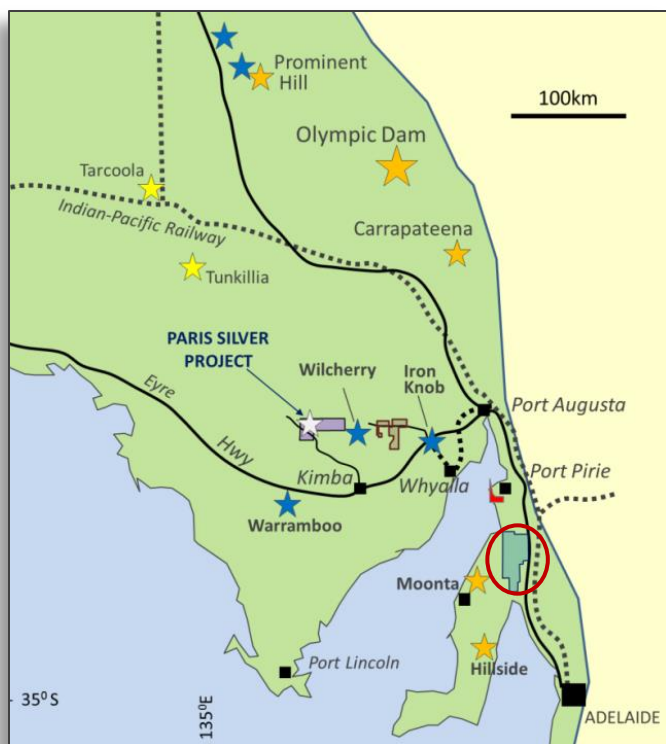 Prominent
Hill
100km
Olympic Dam
Tarcoola
Indian-Pacific Railway
Carrapateena
Tunkillia
PARIS SILVER
PROJECT
Wilcherry
Iron
Knob
Eyre
Hwy
Port Augusta
Kimba
Whyalla
Port Pirie
Warramboo
Moonta
Hillside
Port Lincoln
35⁰ S
135⁰E
ADELAIDE